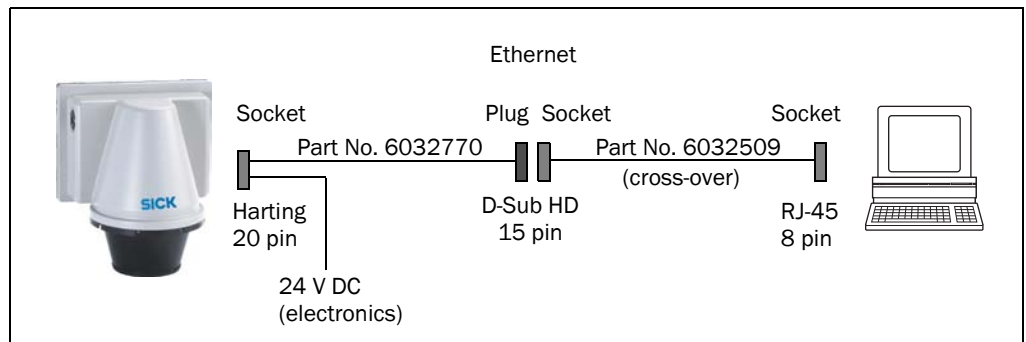 Ethernet
Socket
Plug Socket
Socket
Part No. 6032770
Part No. 6032509
(cross-over)
SICK
Harting
20 pin
D-Sub HD
15 pin
RJ-45
8 pin
24 V DC
(electronics)